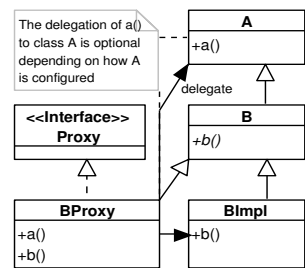 The delegation of a()
to class A is optional
depending on how A
is configured
A
+a()
delegate
<<Interface>>
Proxy
B
+b()
BProxy
+a()
+b()
BImpl
+b()